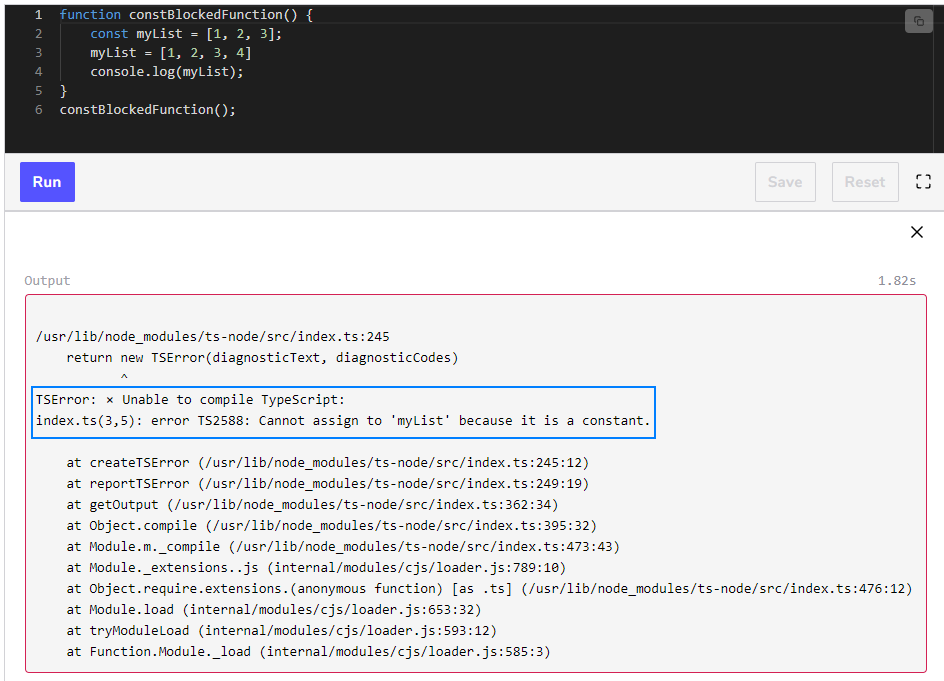 1 function constBlockedFunction() {
2 const myList = [1, 2, 3];
3 myList = [1, 2, 3, 4]
4 console.log(myList);
5 }
6 constBlockedFunction();
Run Save Reset
Output 1.82s
/usr/lib/node_modules/ts-node/src/index.ts:245
return new TSError(diagnosticText, diagnosticCodes)
^
TSError: ⨯ Unable to compile TypeScript:
index.ts(3,5): error TS2588: Cannot assign to 'myList' because it is a constant.
at createTSError (/usr/lib/node_modules/ts-node/src/index.ts:245:12)
at reportTSError (/usr/lib/node_modules/ts-node/src/index.ts:249:19)
at getOutput (/usr/lib/node_modules/ts-node/src/index.ts:362:34)
at Object.compile (/usr/lib/node_modules/ts-node/src/index.ts:395:32)
at Module.m._compile (/usr/lib/node_modules/ts-node/src/index.ts:473:43)
at Module._extensions..js (internal/modules/cjs/loader.js:789:10)
at Object.require.extensions.(anonymous function) [as .ts] (/usr/lib/node_modules/ts-node/src/index.ts:476:12)
at Module.load (internal/modules/cjs/loader.js:653:32)
at tryModuleLoad (internal/modules/cjs/loader.js:593:12)
at Function.Module._load (internal/modules/cjs/loader.js:585:3)